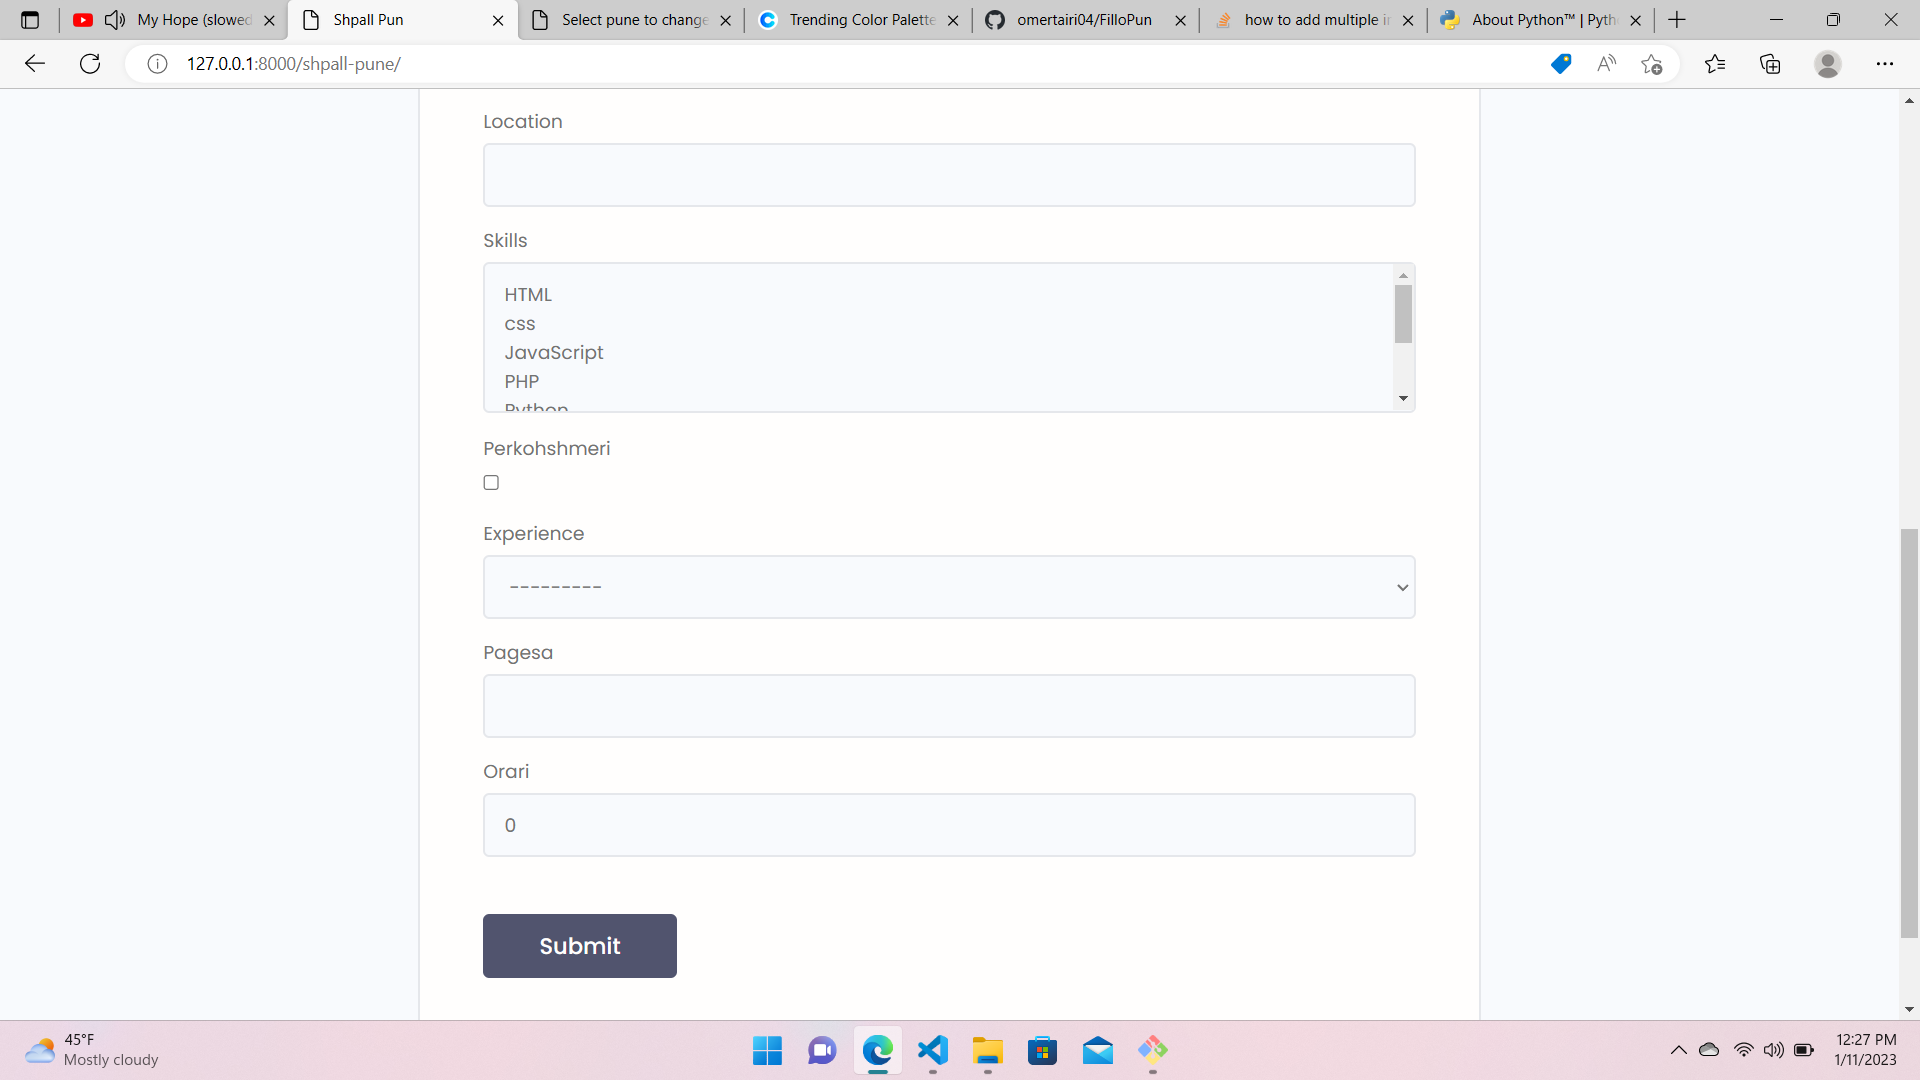 My Hope (slowed
Shpall Pun
Select pune to change
Trending Color Palette
omertairi04/FilloPun
how to add multiple i
About Python™ | Pyth
127.0.0.1:8000/shpall-pune/
Location
Skills
HTML
css
JavaScript
PHP
Python
Perkohshmeri
Experience
---------
Pagesa
Orari
0
Submit
45°F
Mostly cloudy
12:27 PM
1/11/2023